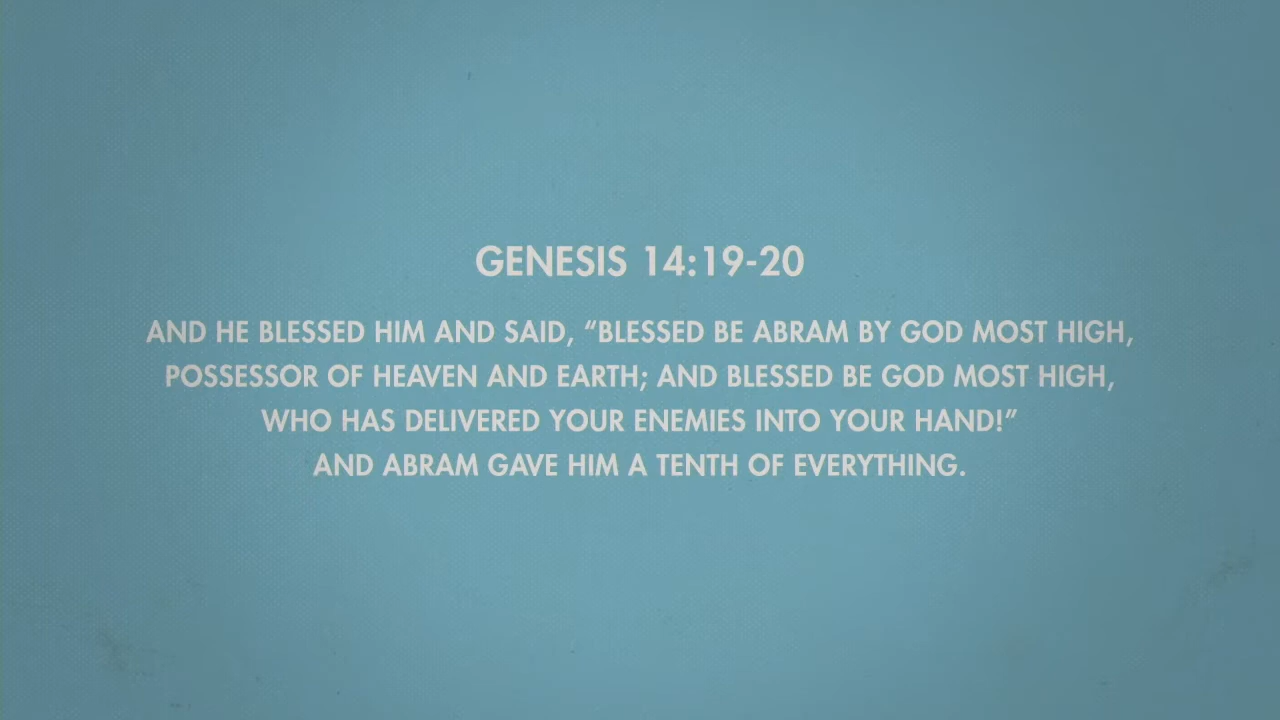 GENESIS 14:19-20
AND HE BLESSED HIM AND SAID, “BLESSED BE ABRAM BY GOD MOST HIGH,
POSSESSOR OF HEAVEN AND EARTH; AND BLESSED BE GOD MOST HIGH,
WHO HAS DELIVERED YOUR ENEMIES INTO YOUR HAND!”
AND ABRAM GAVE HIM A TENTH OF EVERYTHING.